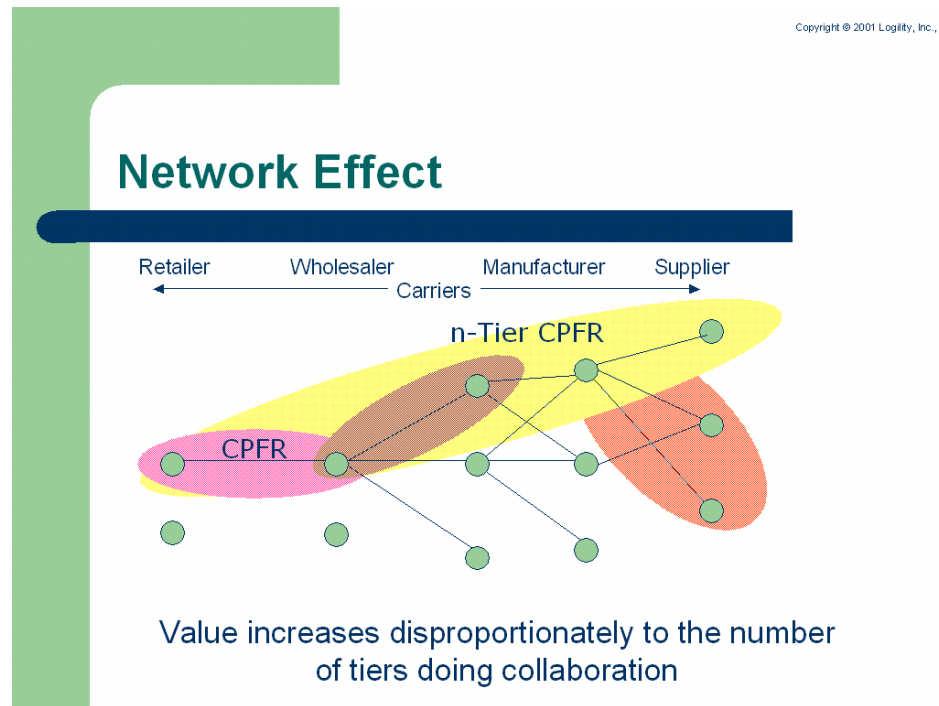 Copyright © 2001 Logility, Inc.,
Network Effect
Retailer Wholesaler Manufacturer Supplier
Carriers
n-Tier CPFR
CPFR
Value increases disproportionately to the number
of tiers doing collaboration